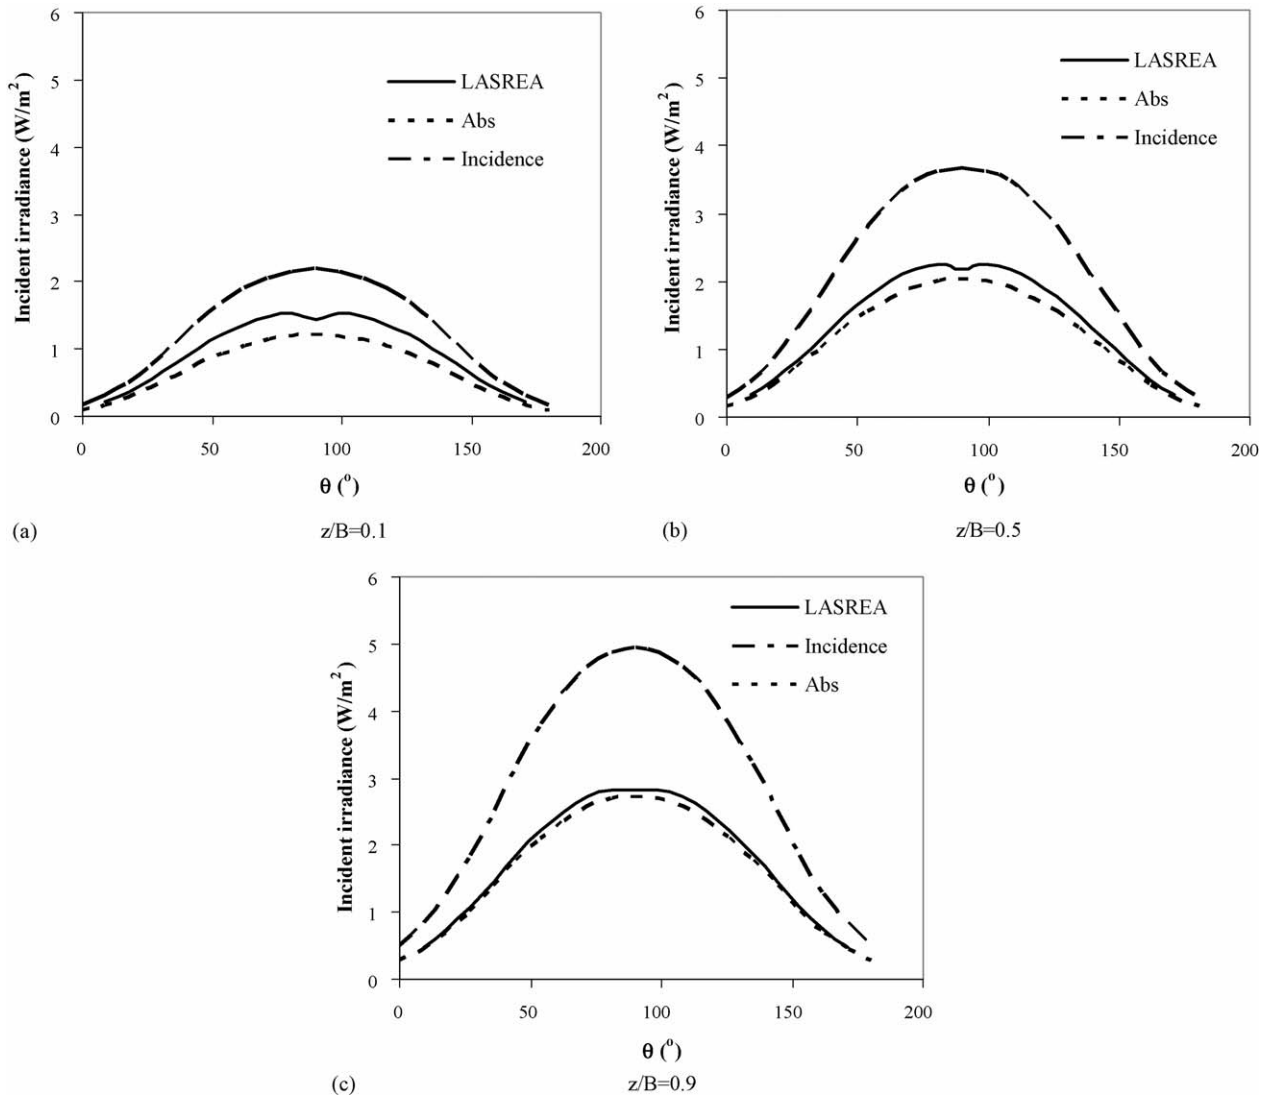 6
5
4
3
2
1
0
Incident irradiance (W/m²)
LASREA
Abs
Incidence
0 50 100 150 200
θ (º)
(a) z/B=0.1
6
5
4
3
2
1
0
Incident irradiance (W/m²)
LASREA
Abs
Incidence
0 50 100 150 200
θ (º)
(b) z/B=0.5
6
5
4
3
2
1
0
Incident irradiance (W/m²)
LASREA
Incidence
Abs
0 50 100 150 200
θ (º)
(c) z/B=0.9